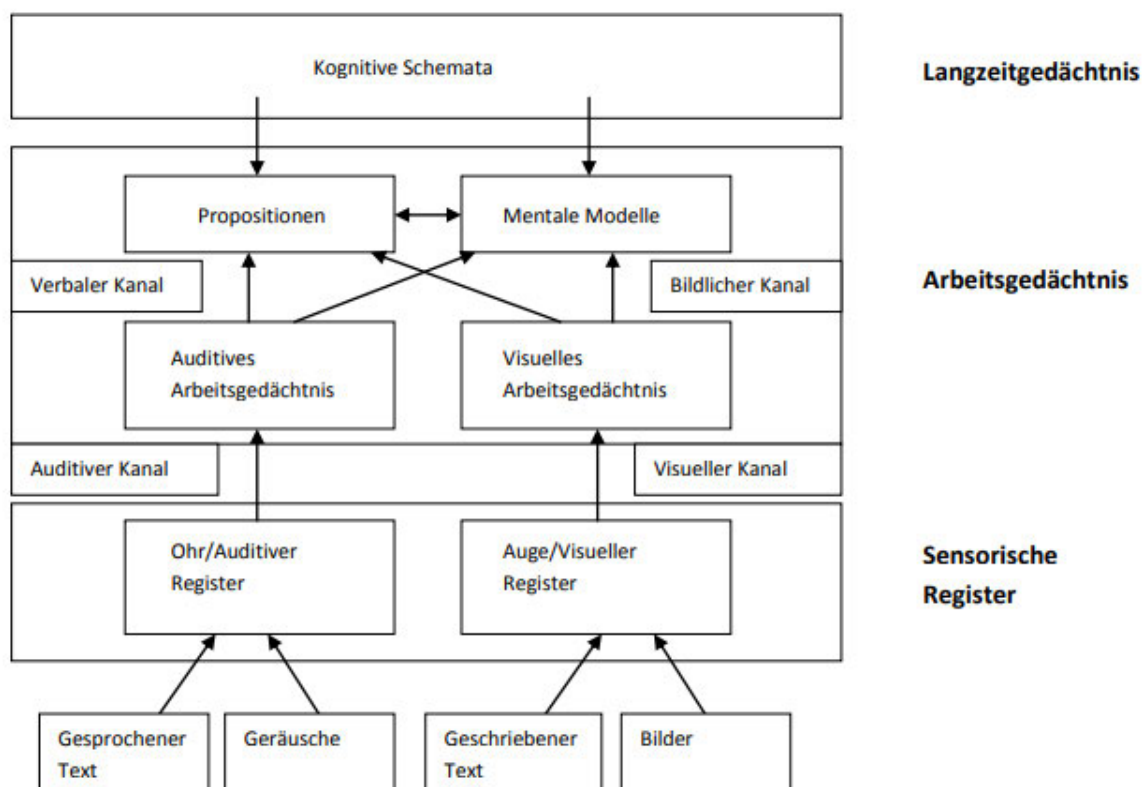 Kognitive Schemata
Langzeitgedächtnis
Propositionen
Mentale Modelle
Verbaler Kanal
Bildlicher Kanal
Arbeitsgedächtnis
Auditives
Arbeitsgedächtnis
Visuelles
Arbeitsgedächtnis
Auditiver Kanal
Visueller Kanal
Ohr/Auditiver
Register
Auge/Visueller
Register
Sensorische
Register
Gesprochener
Text
Geräusche
Geschriebener
Text
Bilder